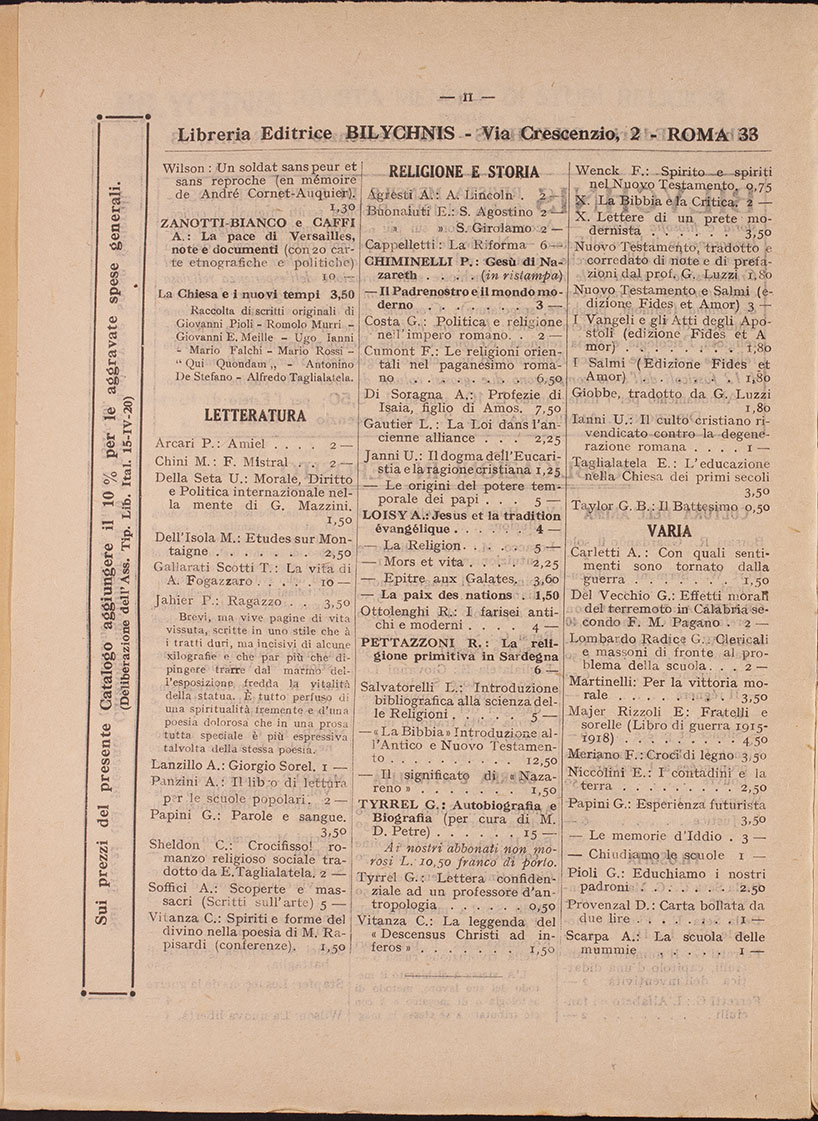 — II —
Libreria Editrice BILYCHNIS - Via Crescenzio, 2 - ROMA 33
Sui prezzi del presente Catalogo aggiungere il 10 % per le aggravate spese generali.
(Deliberazione dell'Ass. Tip. Lib. Ital. 15-IV-20)
Wilson : Un soldat sans peur et
sans reproche (en mémoire
de André Cornet-Auquier).
1,30
ZANOTTI-BIANCO e CAFFI
A.: La pace di Versailles,
note e documenti (con 20 car-
te etnografiche e politiche)
10 —
La Chiesa e i nuovi tempi 3,50
Raccolta di scritti originali di
Giovanni Pioli - Romolo Murri -
Giovanni E. Meille - Ugo Ianni
- Mario Falchi - Mario Rossi -
" Qui Quondam „ - Antonino
De Stefano - Alfredo Taglialatela.
LETTERATURA
Arcari P.: Amiel . . . . 2 —
Chini M.: F. Mistral . . 2 —
Della Seta U.: Morale, Diritto
e Politica internazionale nel-
la mente di G. Mazzini.
1,50
Dell'Isola M.: Etudes sur Mon-
taigne . . . . . . . 2,50
Gallarati Scotti T.: La vita di
A. Fogazzaro . . . . . 10 —
Jahier P.: Ragazzo . . 3,50
Brevi, ma vive pagine di vita
vissuta, scritte in uno stile che à
i tratti duri, ma incisivi di alcune
xilografie e che par più che di-
pingere trarre dal marmo del-
l'esposizione fredda la vitalità
della statua. È tutto perfuso di
una spiritualità fremente e d'una
poesia dolorosa che in una prosa
tutta speciale è più espressiva
talvolta della stessa poesia.
Lanzillo A.: Giorgio Sorel. 1 —
Panzini A.: Il libro di lettura
per le scuole popolari. 2 —
Papini G.: Parole e sangue.
3,50
Sheldon C.: Crocifisso! ro-
manzo religioso sociale tra-
dotto da E. Taglialatela. 2 —
Soffici A.: Scoperte e mas-
sacri (Scritti sull'arte) 5 —
Vitanza C.: Spiriti e forme del
divino nella poesia di M. Ra-
pisardi (conferenze). 1,50
RELIGIONE E STORIA
Agresti A.: A. Lincoln . 2 —
Buonaiuti E.: S. Agostino 2 —
» » S. Girolamo 2 —
Cappelletti : La Riforma 6 —
CHIMINELLI P.: Gesù di Na-
zareth . . . . (in ristampa)
— Il Padrenostro e il mondo mo-
derno . . . . . . . 3 —
Costa G.: Politica e religione
nell'impero romano. . 2 —
Cumont F.: Le religioni orien-
tali nel paganesimo roma-
no . . . . . . . . 6,50
Di Soragna A.: Profezie di
Isaia, figlio di Amos. 7,50
Gautier L.: La Loi dans l'an-
cienne alliance . . . 2,25
Janni U.: Il dogma dell'Eucari-
stia e la ragione cristiana 1,25
— Le origini del potere tem-
porale dei papi . . . 5 —
LOISY A.: Jesus et la tradition
évangélique . . . . . . 4 —
— La Religion. . . . . 5 —
— Mors et vita . . . . 2,25
— Epitre aux Galates. 3,60
— La paix des nations . 1,50
Ottolenghi R.: I farisei anti-
chi e moderni . . . . 4 —
PETTAZZONI R.: La reli-
gione primitiva in Sardegna
6 —
Salvatorelli L.: Introduzione
bibliografica alla scienza del-
le Religioni . . . . . 5 —
— « La Bibbia » Introduzione al-
l'Antico e Nuovo Testamen-
to . . . . . . . . 12,50
— Il significato di « Naza-
reno » . . . . . . . 1,50
TYRREL G.: Autobiografia e
Biografia (per cura di M.
D. Petre) . . . . . . 15 —
Ai nostri abbonati non mo-
rosi L. 10,50 franco di porto.
Tyrrel G.: Lettera confiden-
ziale ad un professore d'an-
tropologia . . . . . 0,50
Vitanza C.: La leggenda del
« Descensus Christi ad in-
feros » . . . . . . . 1,50
Wenck F.: Spirito e spiriti
nel Nuovo Testamento. 0,75
X. La Bibbia e la Critica. 2 —
X. Lettere di un prete mo-
dernista . . . . . . 3,50
Nuovo Testamento, tradotto e
corredato di note e di prefa-
zioni dal prof. G. Luzzi 1,80
Nuovo Testamento e Salmi (e-
dizione Fides et Amor) 3 —
I Vangeli e gli Atti degli Apo-
stoli (edizione Fides et A
mor) . . . . . . . . 1,80
I Salmi (Edizione Fides et
Amor) . . . . . . . 1,80
Giobbe, tradotto da G. Luzzi
1,80
Ianni U.: Il culto cristiano ri-
vendicato contro la degene-
razione romana . . . . 1 —
Taglialatela E.: L'educazione
nella Chiesa dei primi secoli
3,50
Taylor G. B.: Il Battesimo 0,50
VARIA
Carletti A.: Con quali senti-
menti sono tornato dalla
guerra . . . . . . . 1,50
Del Vecchio G.: Effetti morali
del terremoto in Calabria se-
condo F. M. Pagano . 2 —
Lombardo Radice G.. Clericali
e massoni di fronte al pro-
blema della scuola. . . 2 —
Martinelli: Per la vittoria mo-
rale . . . . . . . . 3,50
Majer Rizzoli E: Fratelli e
sorelle (Libro di guerra 1915-
1918) . . . . . . . . 4,50
Meriano F.: Croci di legno 3,50
Niccolini E.: I contadini e la
terra . . . . . . . . 2,50
Papini G.: Esperienza futurista
3,50
— Le memorie d'Iddio . 3 —
— Chiudiamo le scuole 1 —
Pioli G.: Educhiamo i nostri
padroni . . . . . . 2.50
Provenzal D.: Carta bollata da
due lire . . . . . . . 1 —
Scarpa A.: La scuola delle
mummie . . . . . 1 —